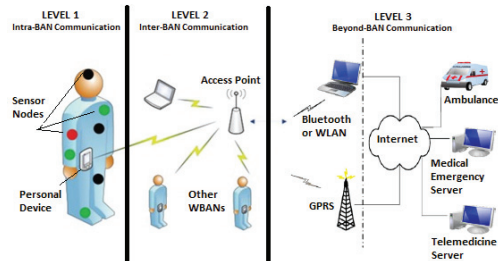 LEVEL 1
Intra-BAN Communication
LEVEL 2
Inter-BAN Communication
LEVEL 3
Beyond-BAN Communication
Sensor
Nodes
Personal
Device
Access Point
Other
WBANs
Bluetooth
or WLAN
GPRS
Internet
Ambulance
Medical
Emergency
Server
Telemedicine
Server